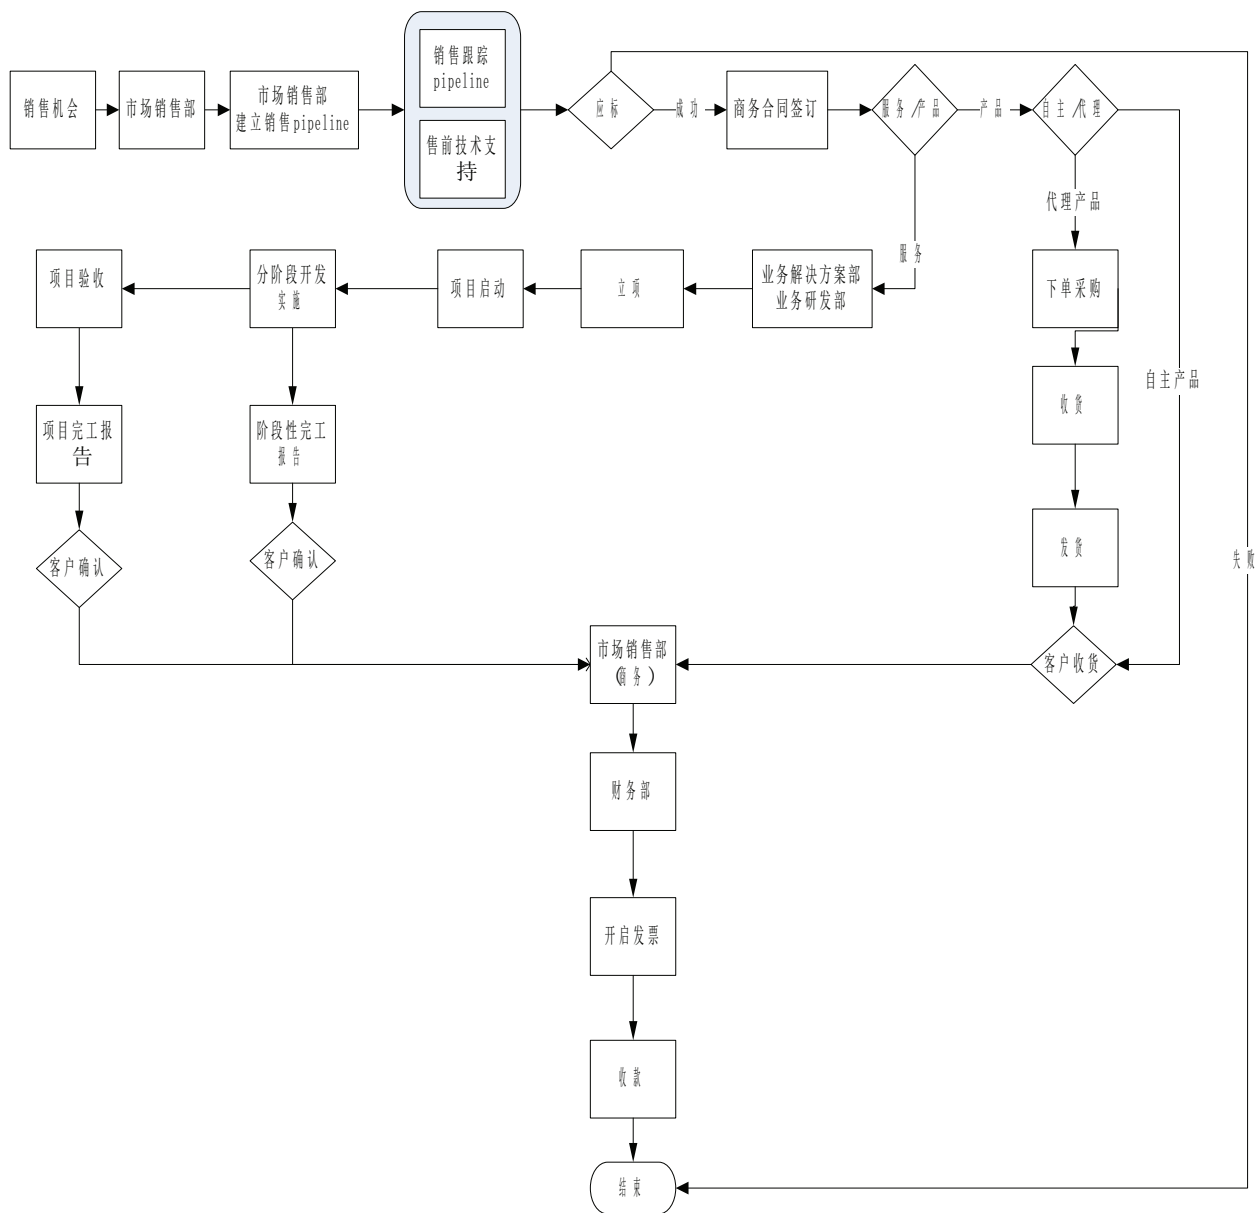 销售机会
市场销售部
市场销售部
建立销售pipeline
销售跟踪
pipeline
售前技术支
持
应标
成功
商务合同签订
服务/产品
产品
自主/代理
代理产品
服务
项目验收
分阶段开发
实施
项目启动
立项
业务解决方案部
业务研发部
下单采购
自主产品
收货
项目完工报
告
阶段性完工
报告
发货
失败
客户确认
客户确认
市场销售部
(商务)
客户收货
财务部
开启发票
收款
结束